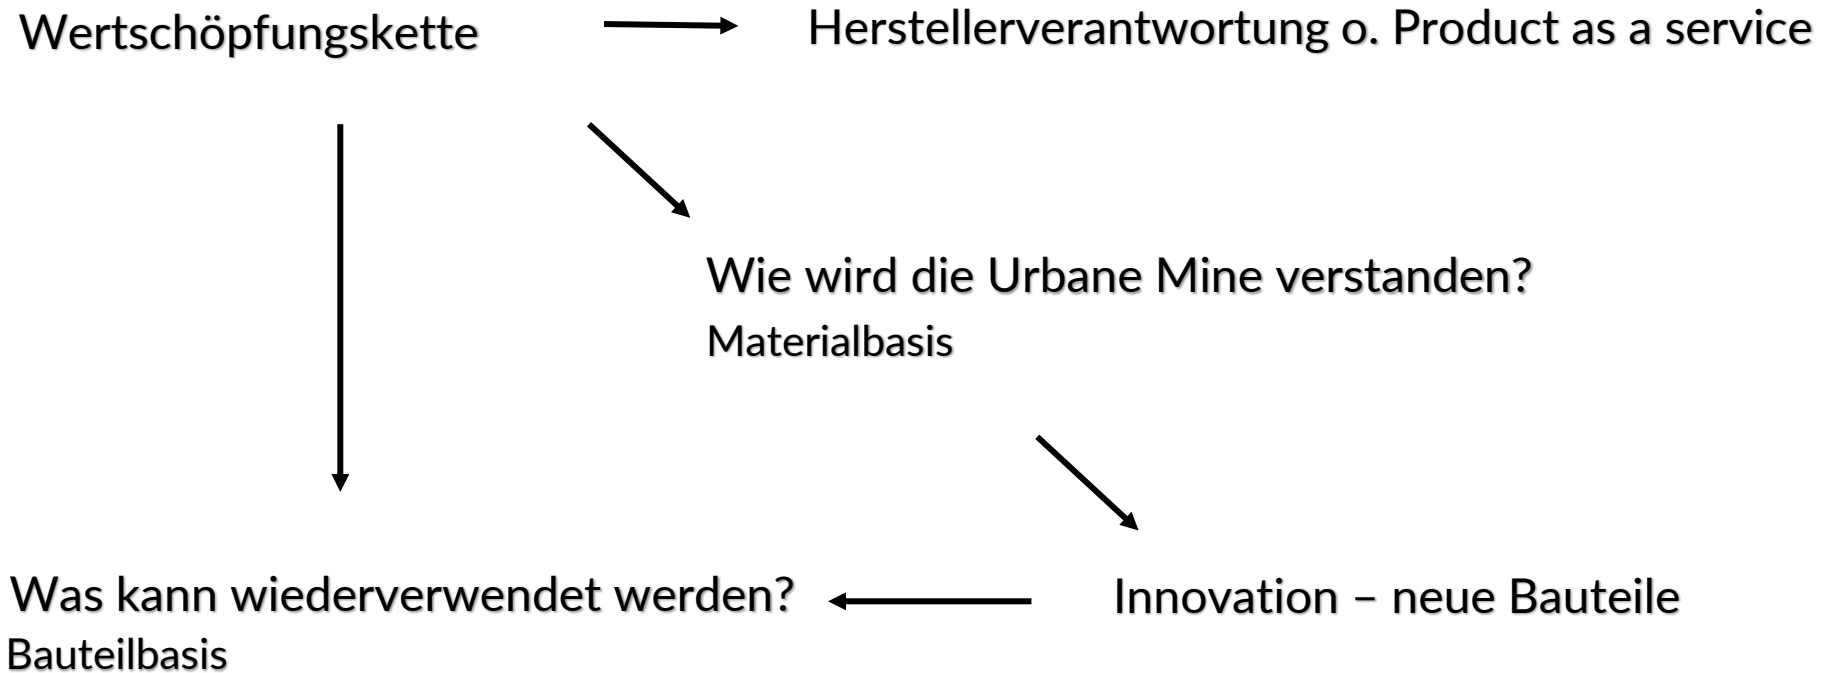 Wertschöpfungskette
Herstellerverantwortung o. Product as a service
Wie wird die Urbane Mine verstanden?
Materialbasis
Was kann wiederverwendet werden?
Bauteilbasis
Innovation – neue Bauteile